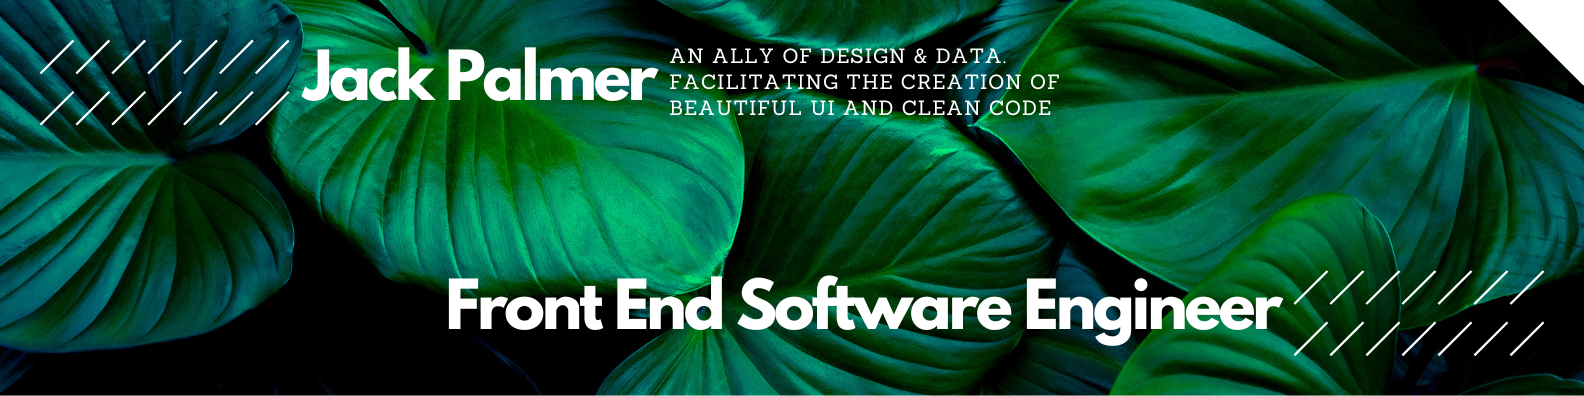 Jack Palmer
AN ALLY OF DESIGN & DATA.
FACILITATING THE CREATION OF
BEAUTIFUL UI AND CLEAN CODE
Front End Software Engineer